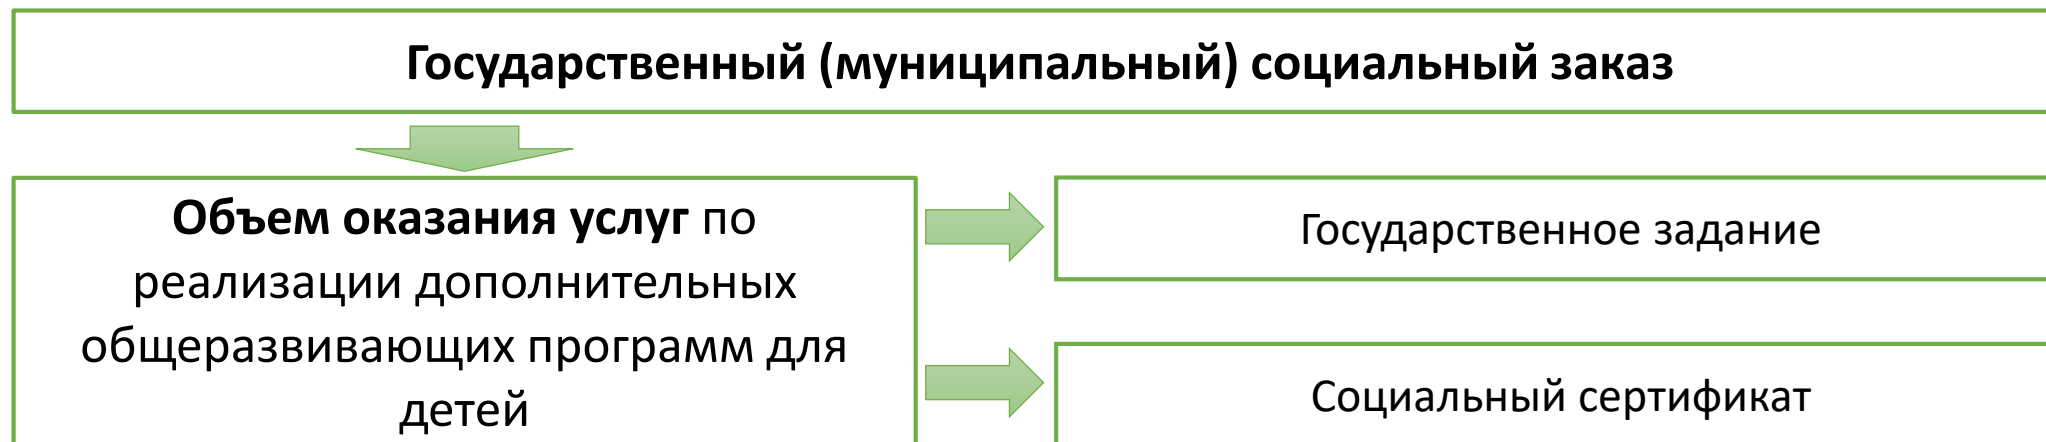 Государственный (муниципальный) социальный заказ
Объем оказания услуг по
реализации дополнительных
общеразвивающих программ для
детей
Государственное задание
Социальный сертификат